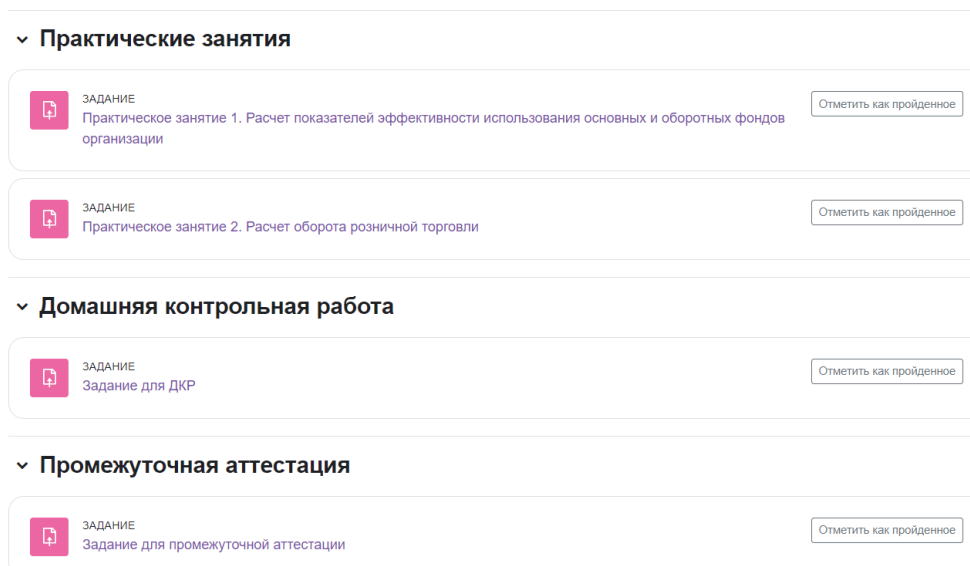 Практические занятия
ЗАДАНИЕ
Практическое занятие 1. Расчет показателей эффективности использования основных и оборотных фондов
организации
Отметить как пройденное
ЗАДАНИЕ
Практическое занятие 2. Расчет оборота розничной торговли
Отметить как пройденное
Домашняя контрольная работа
ЗАДАНИЕ
Задание для ДКР
Отметить как пройденное
Промежуточная аттестация
ЗАДАНИЕ
Задание для промежуточной аттестации
Отметить как пройденное